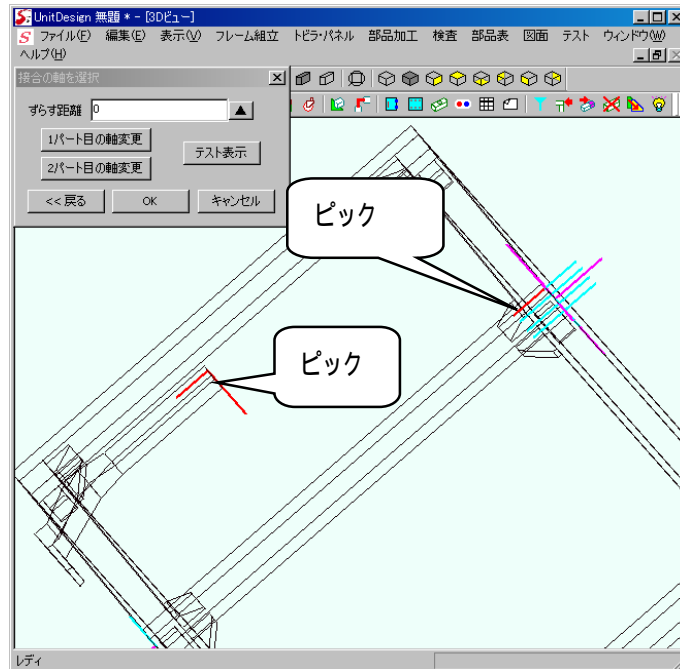 UnitDesign 無題 * - [3Dビュー]
ファイル(F) 編集(E) 表示(V) フレーム組立 トビラ・パネル 部品加工 検査 部品表 図面 テスト ウィンドウ(W)
ヘルプ(H)
接合の軸を選択
ずらす距離 0
1パート目の軸変更
2パート目の軸変更
テスト表示
<< 戻る OK キャンセル
ピック
ピック
レディ